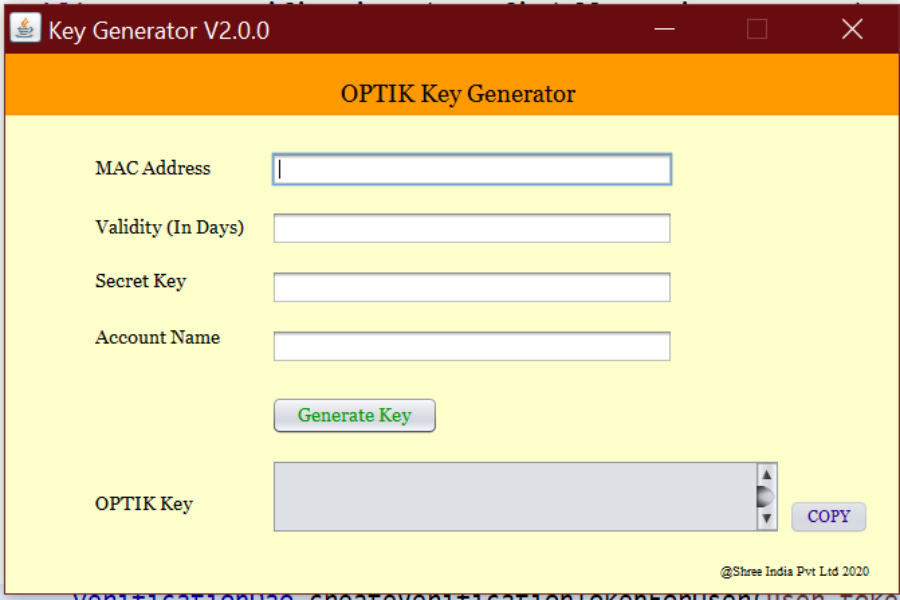 Key Generator V2.0.0
OPTIK Key Generator
MAC Address
Validity (In Days)
Secret Key
Account Name
Generate Key
OPTIK Key
COPY
@Shree India Pvt Ltd 2020